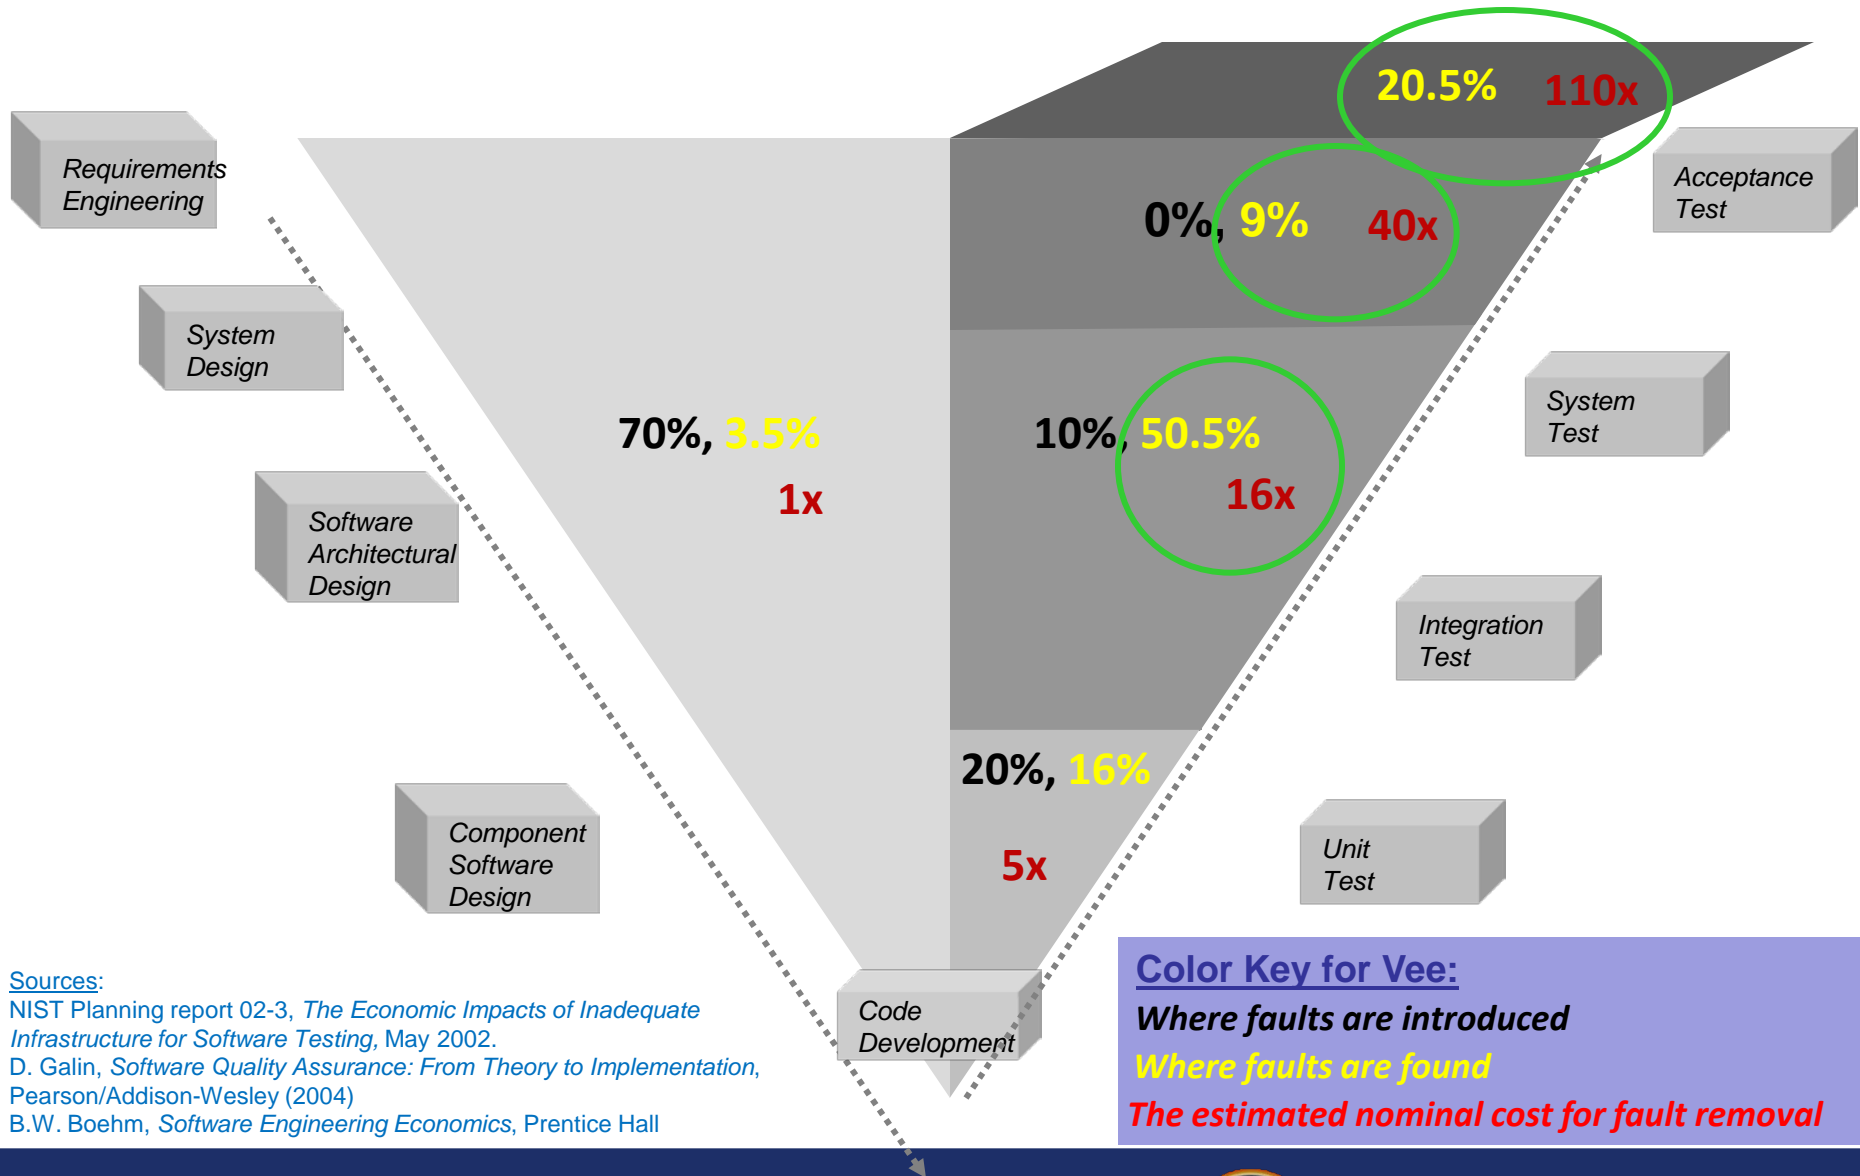 20.5% 110x
Requirements
Engineering
Acceptance
Test
0%, 9% 40x
System
Design
System
Test
70%, 3.5%
1x
10%, 50.5%
16x
Software
Architectural
Design
Integration
Test
20%, 16%
5x
Component
Software
Design
Unit
Test
Code
Development
Sources:
NIST Planning report 02-3, The Economic Impacts of Inadequate
Infrastructure for Software Testing, May 2002.
D. Galin, Software Quality Assurance: From Theory to Implementation,
Pearson/Addison-Wesley (2004)
B.W. Boehm, Software Engineering Economics, Prentice Hall
Color Key for Vee:
Where faults are introduced
Where faults are found
The estimated nominal cost for fault removal